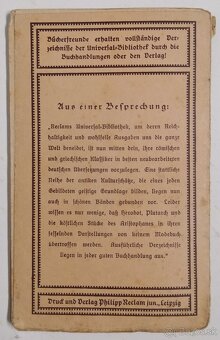 Bücherfreunde erhalten vollständige Ver-
zeichnisse der Universal-Bibliothek durch die
Buchhandlungen oder den Verlag!
Aus einer Besprechung:
„Reclams Universal-Bibliothek, um deren Reich-
haltigkeit und wohlfeile Ausgaben uns die ganze
Welt beneidet, ist nun mitten drin, ihre römischen
und griechischen Klassiker in besten neubearbeiteten
deutschen Übersetzungen vorzulegen. Eine stattliche
Reihe der antiken Kulturschätze, die eines jeden
Gebildeten geistige Grundlage bilden, liegen nun
auch in schönen Bänden gebunden vor. Leider
wissen es nur wenige, daß Herodot, Plutarch und
die köstlichen Stücke des Aristophanes in ihren
fesselnden Darstellungen von keinem Modebuch
übertroffen werden. Ausführliche Verzeichnisse
liegen in jeder guten Buchhandlung aus.“
Druck und Verlag Philipp Reclam jun., Leipzig